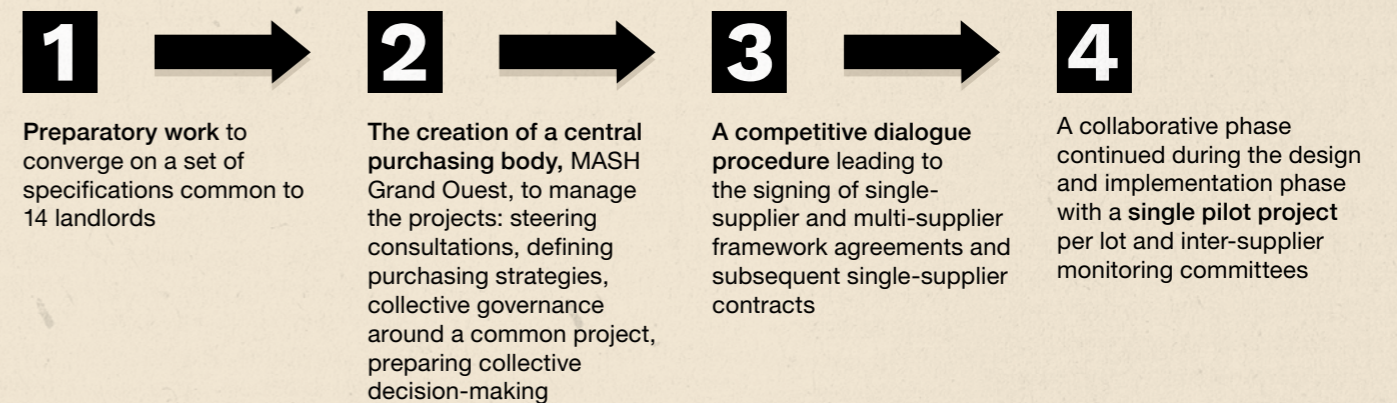 1
Preparatory work to
converge on a set of
specifications common to
14 landlords
2
The creation of a central
purchasing body, MASH
Grand Ouest, to manage
the projects: steering
consultations, defining
purchasing strategies,
collective governance
around a common project,
preparing collective
decision-making
3
A competitive dialogue
procedure leading to
the signing of single-
supplier and multi-supplier
framework agreements and
subsequent single-supplier
contracts
4
A collaborative phase
continued during the design
and implementation phase
with a single pilot project
per lot and inter-supplier
monitoring committees